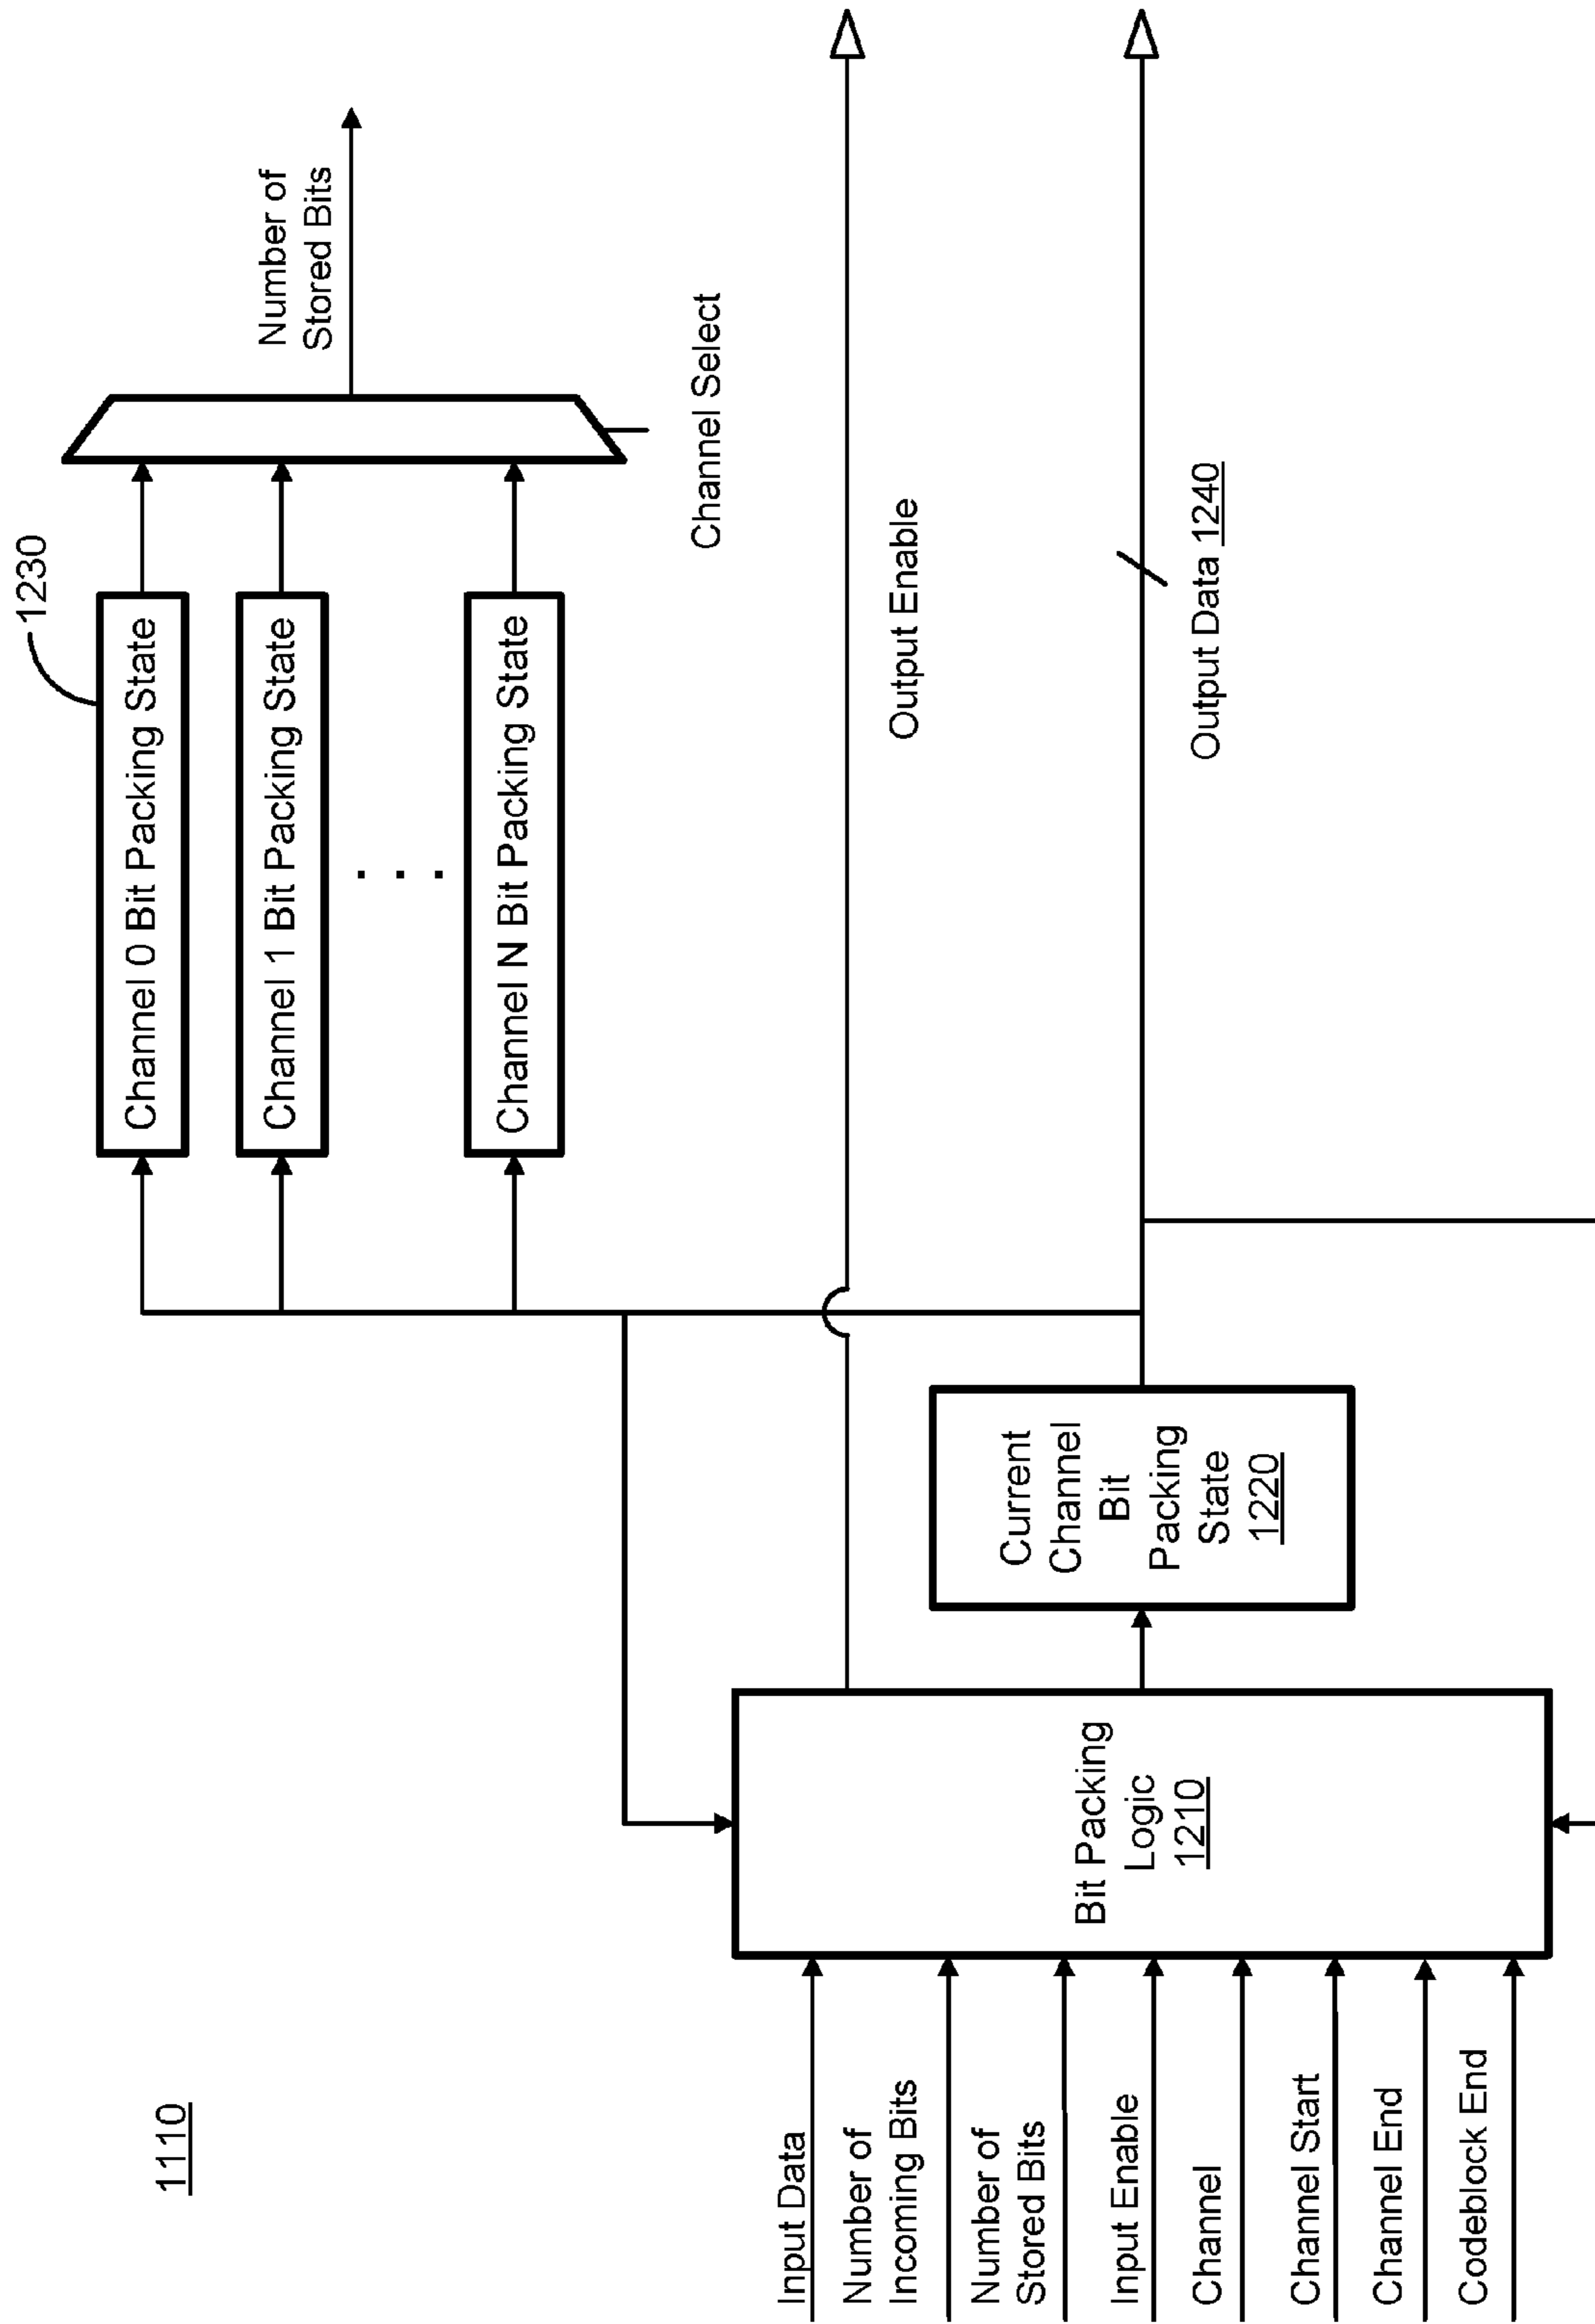 1110
Input Data
Number of
Incoming Bits
Number of
Stored Bits
Input Enable
Channel
Channel Start
Channel End
Codeblock End
Bit Packing
Logic
1210
Current
Channel
Bit
Packing
State
1220
1230
Channel 0 Bit Packing State
Channel 1 Bit Packing State
. . .
Channel N Bit Packing State
Number of
Stored Bits
Channel Select
Output Enable
Output Data 1240